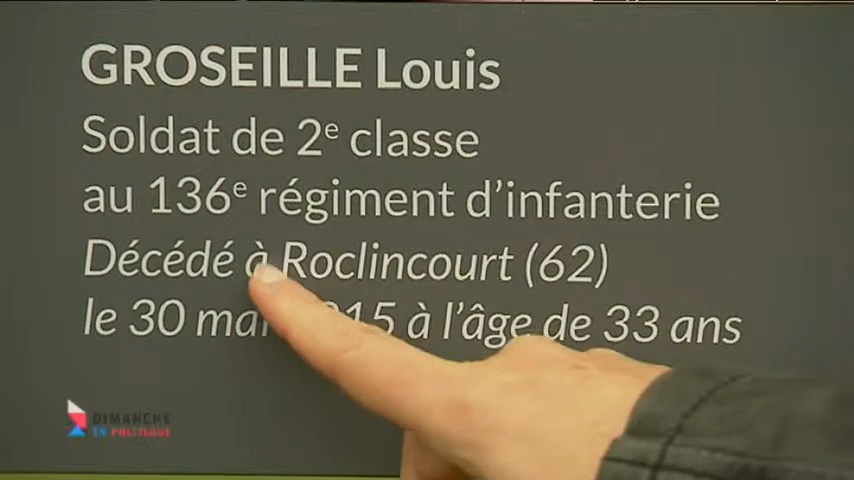 GROSEILLE Louis
Soldat de 2e classe
au 136e régiment d'infanterie
Décédé à Roclincourt (62)
le 30 15 à l'âge de 33 ans
DIMANCHE
EN POLITIQUE